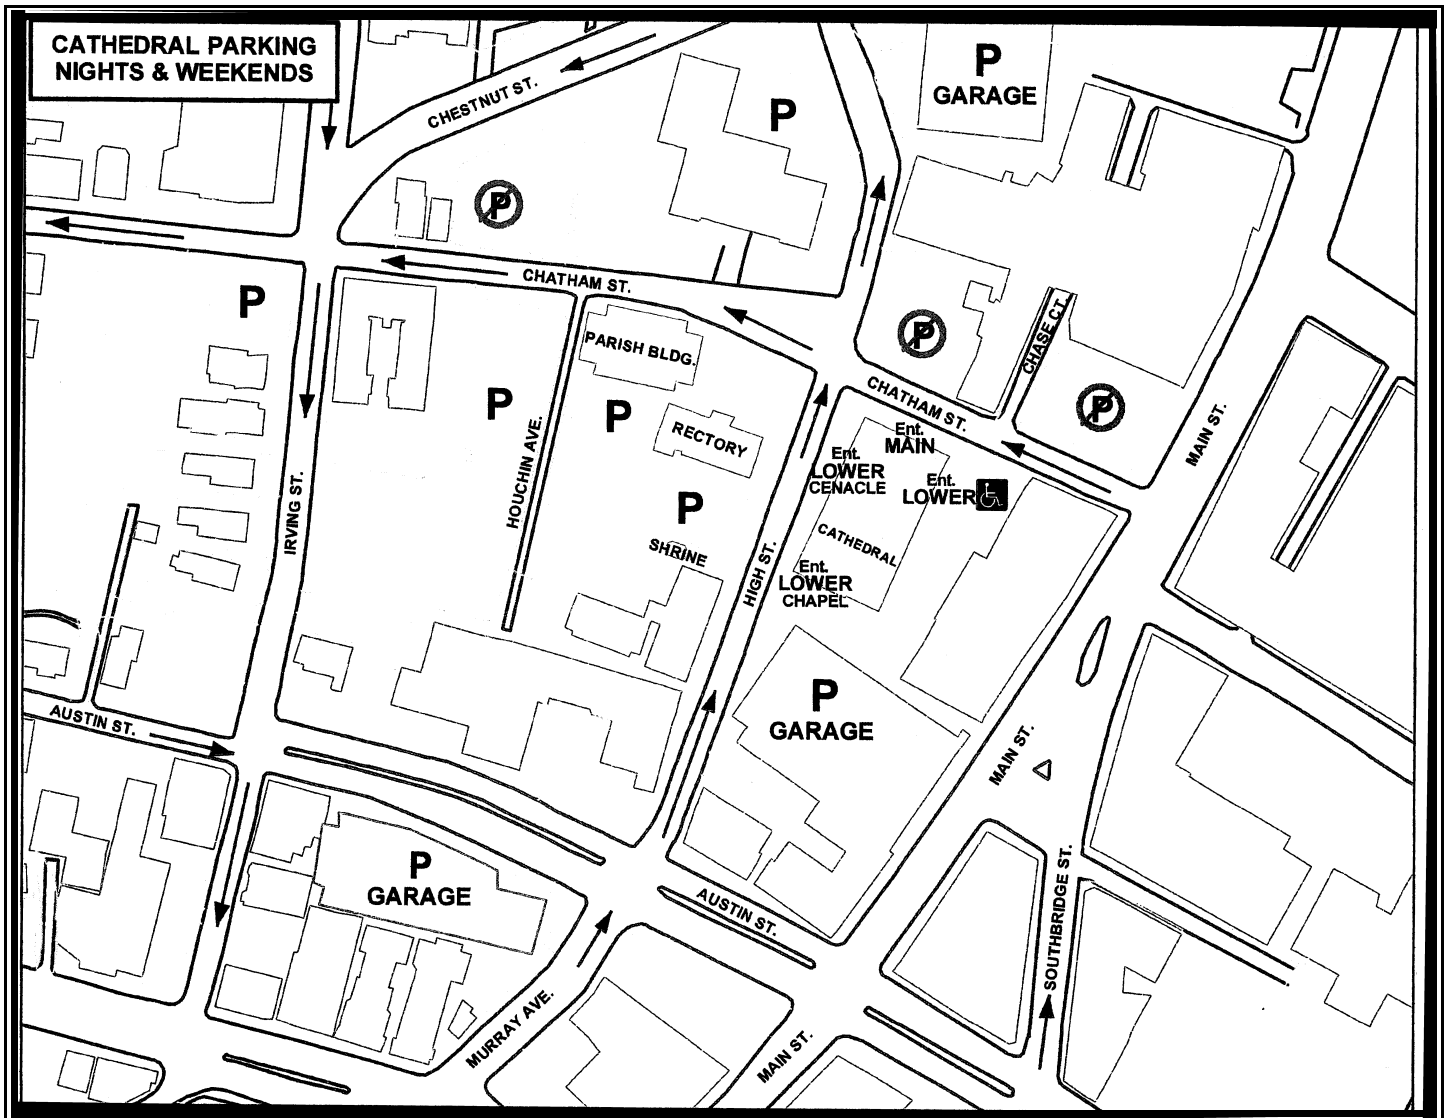 CATHEDRAL PARKING
NIGHTS & WEEKENDS
CHESTNUT ST.
P
P
GARAGE
P
CHATHAM ST.
P
PARISH BLDG.
P
CHASE CT.
P
CHATHAM ST.
MAIN ST.
P
P
RECTORY
HOUCHIN AVE.
Ent.
MAIN
Ent.
LOWER
CENACLE
Ent.
LOWER
IRVING ST.
P
SHRINE
HIGH ST.
CATHEDRAL
Ent.
LOWER
CHAPEL
AUSTIN ST.
P
GARAGE
MAIN ST.
P
GARAGE
AUSTIN ST.
SOUTHBRIDGE ST.
MURRAY AVE.
MAIN ST.